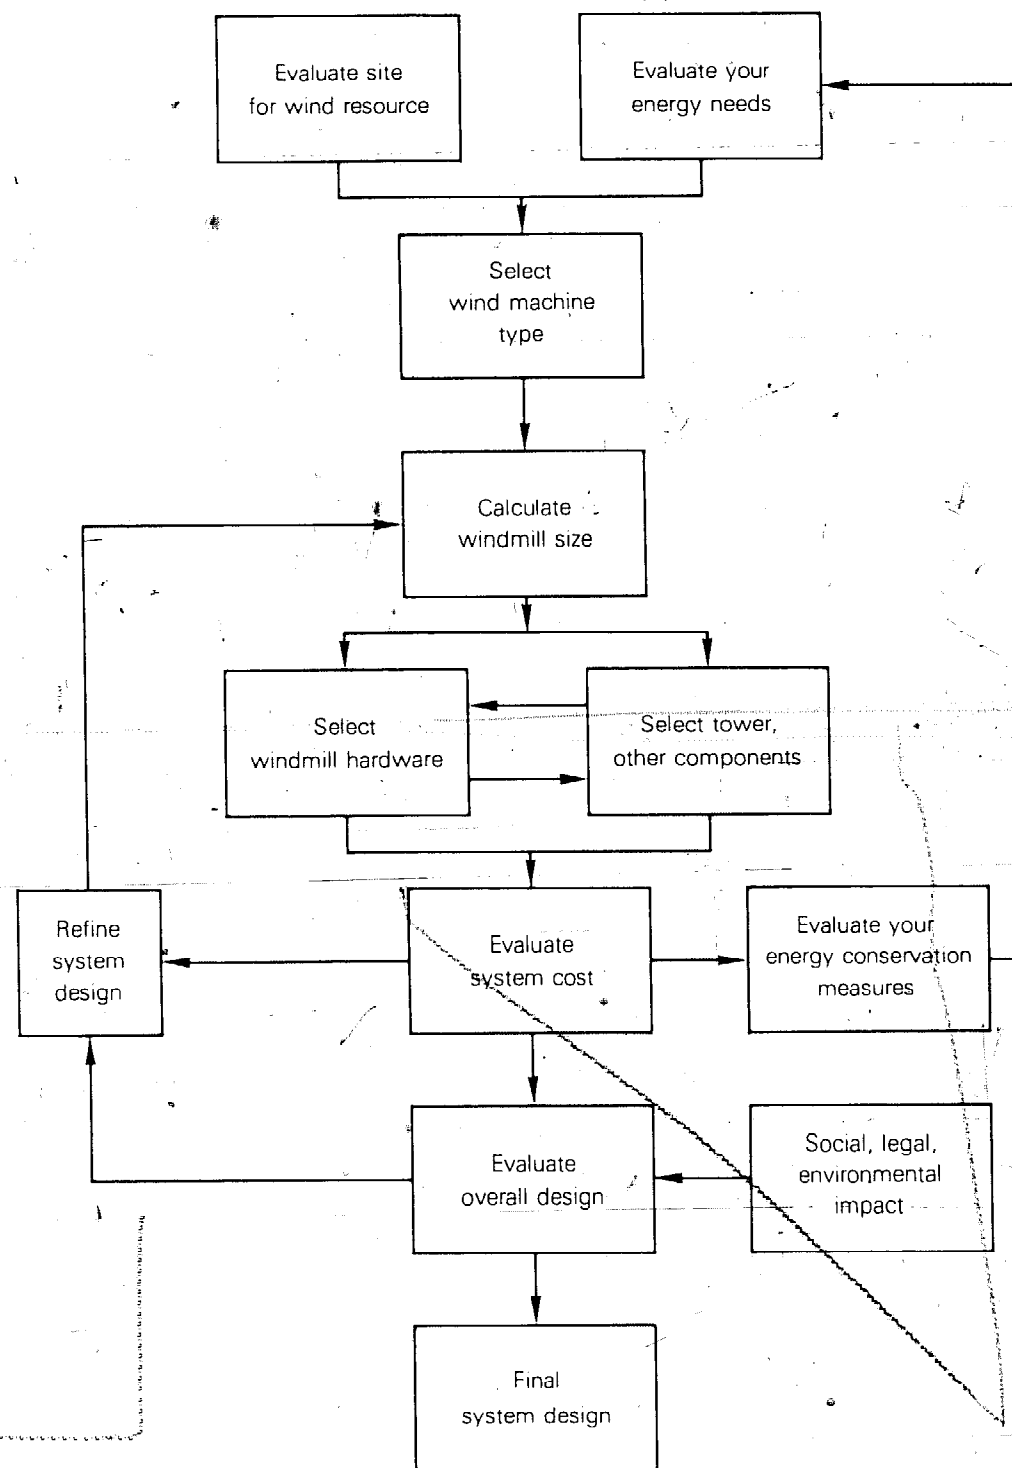 Evaluate site
for wind resource
Evaluate your
energy needs
Select
wind machine
type
Calculate
windmill size
Select
windmill hardware
Select tower,
other components
Refine
system
design
Evaluate
system cost
Evaluate your
energy conservation
measures
Evaluate
overall design
Social, legal,
environmental
impact
Final
system design